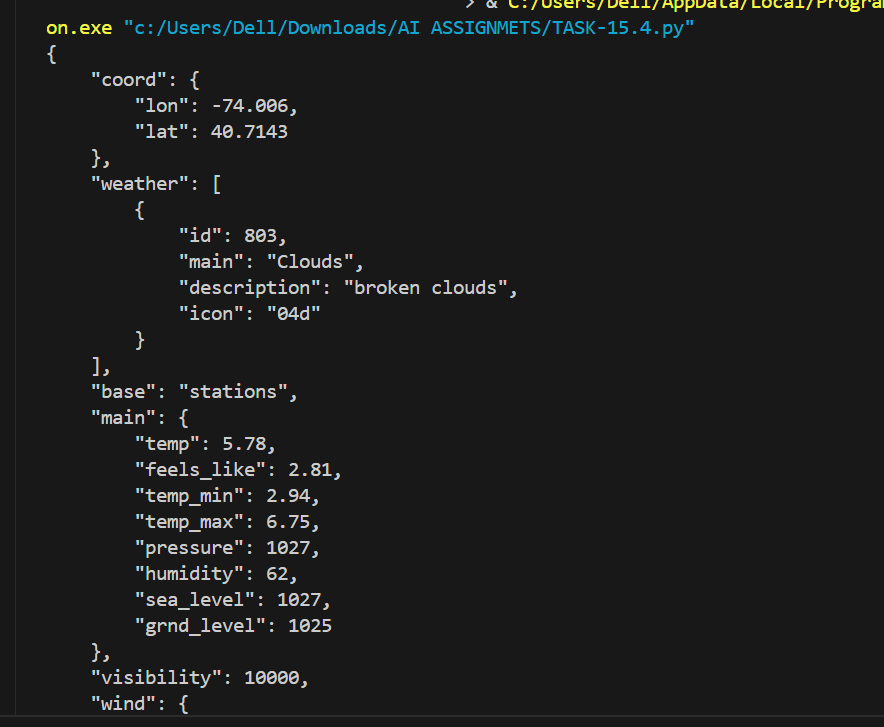 > & C:/Users/Dell/AppData/Local/Progra
on.exe "c:/Users/Dell/Downloads/AI ASSIGNMETS/TASK-15.4.py"
{
    "coord": {
        "lon": -74.006,
        "lat": 40.7143
    },
    "weather": [
        {
            "id": 803,
            "main": "Clouds",
            "description": "broken clouds",
            "icon": "04d"
        }
    ],
    "base": "stations",
    "main": {
        "temp": 5.78,
        "feels_like": 2.81,
        "temp_min": 2.94,
        "temp_max": 6.75,
        "pressure": 1027,
        "humidity": 62,
        "sea_level": 1027,
        "grnd_level": 1025
    },
    "visibility": 10000,
    "wind": {